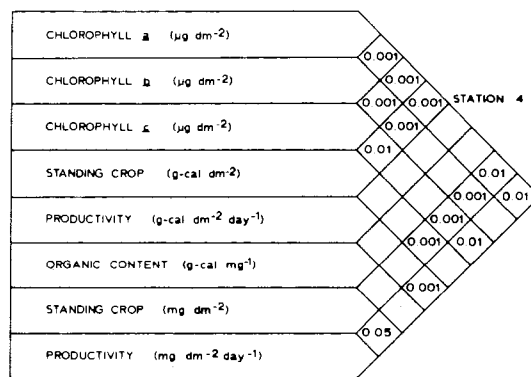 CHLOROPHYLL a (µg dm-2)
0.001
0.001
CHLOROPHYLL b (µg dm-2)
0.001
0.001
STATION 4
0.001
CHLOROPHYLL c (µg dm-2)
0.01
STANDING CROP (g-cal dm-2)
0.01
0.001
0.01
PRODUCTIVITY (g-cal dm-2 day-1)
0.001
0.001
0.01
ORGANIC CONTENT (g-cal mg-1)
0.001
STANDING CROP (mg dm-2)
0.05
PRODUCTIVITY (mg dm-2 day-1)